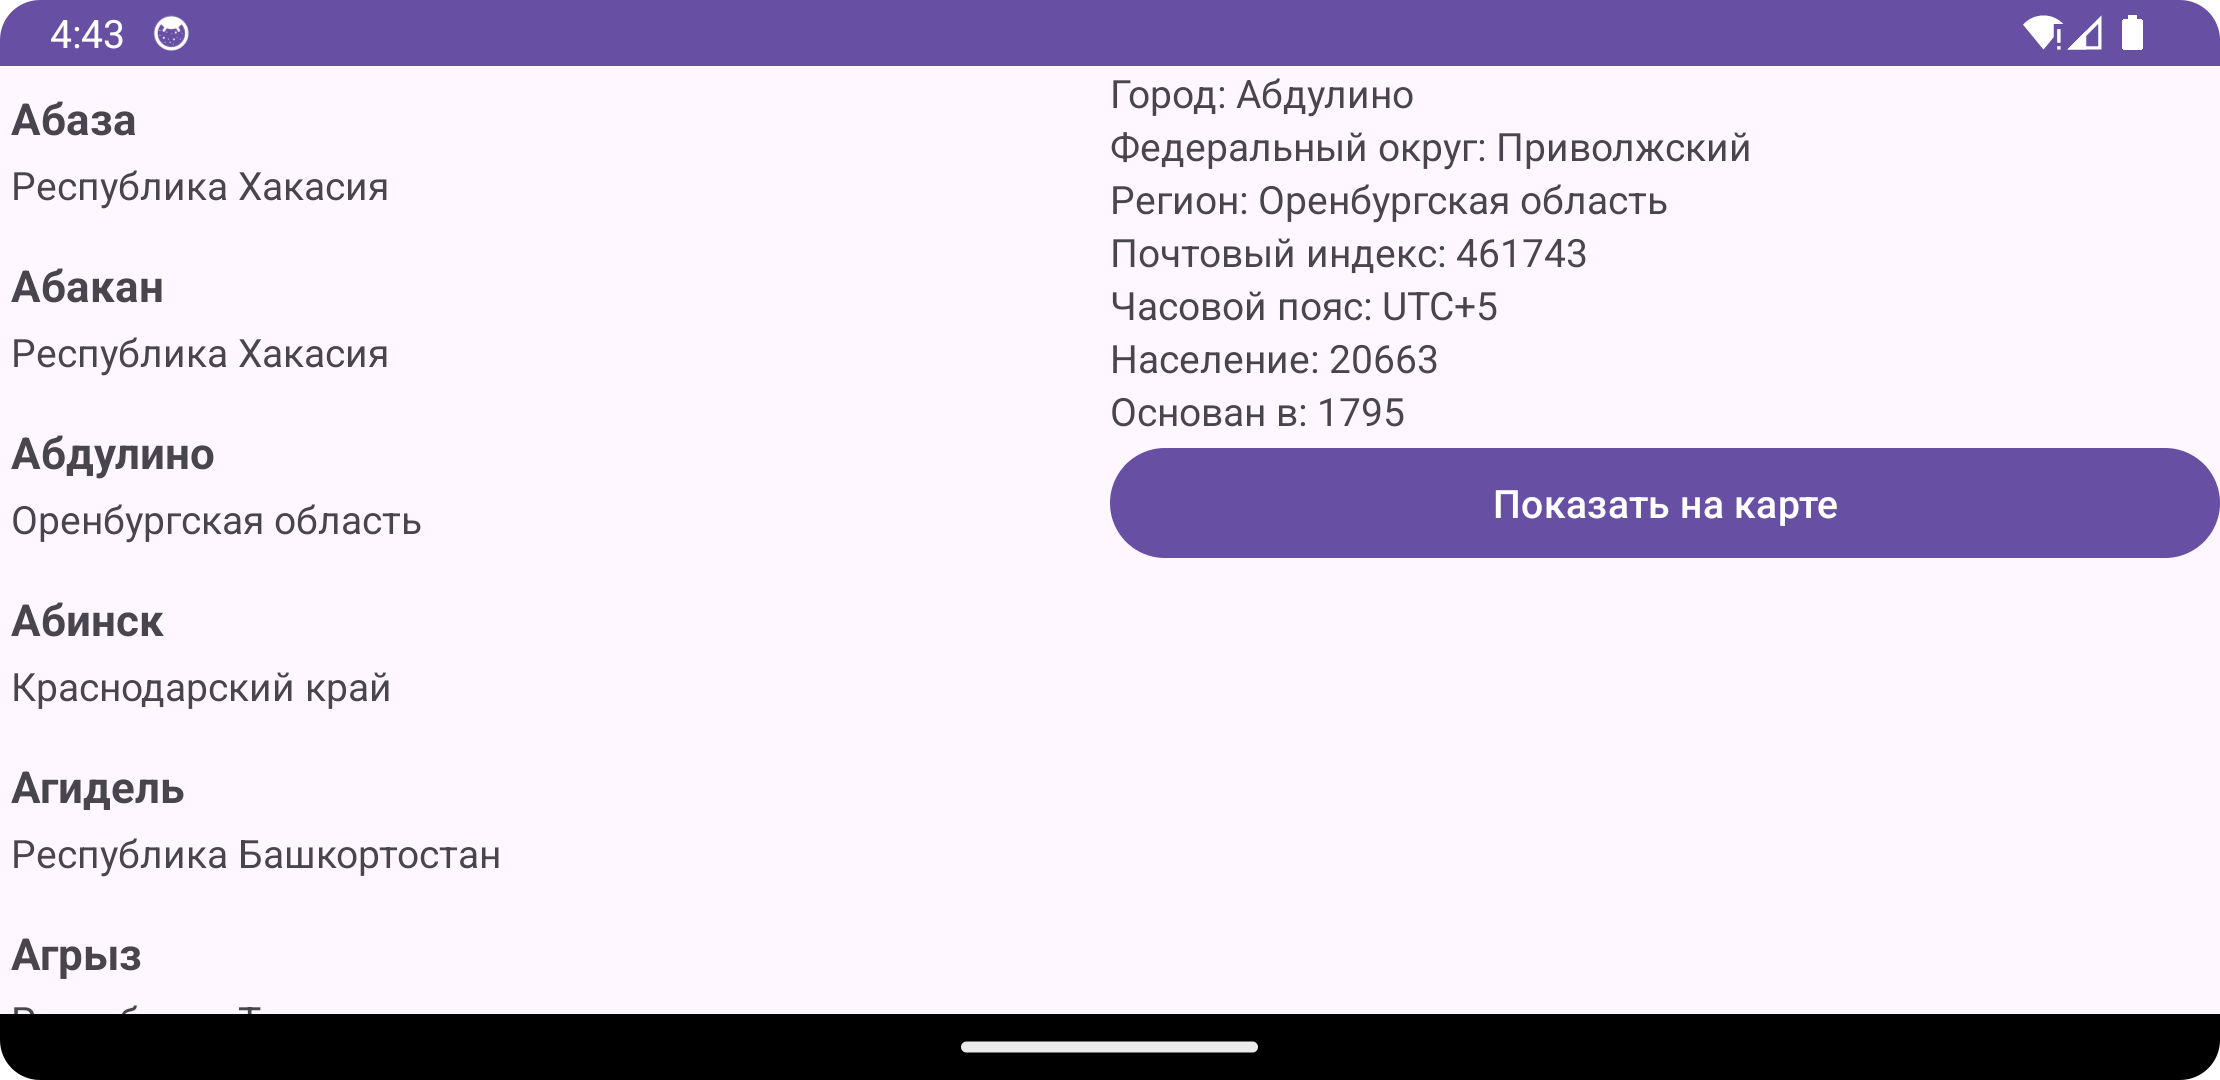 4:43
Абаза
Республика Хакасия
Абакан
Республика Хакасия
Абдулино
Оренбургская область
Абинск
Краснодарский край
Агидель
Республика Башкортостан
Агрыз
Город: Абдулино
Федеральный округ: Приволжский
Регион: Оренбургская область
Почтовый индекс: 461743
Часовой пояс: UTC+5
Население: 20663
Основан в: 1795
Показать на карте